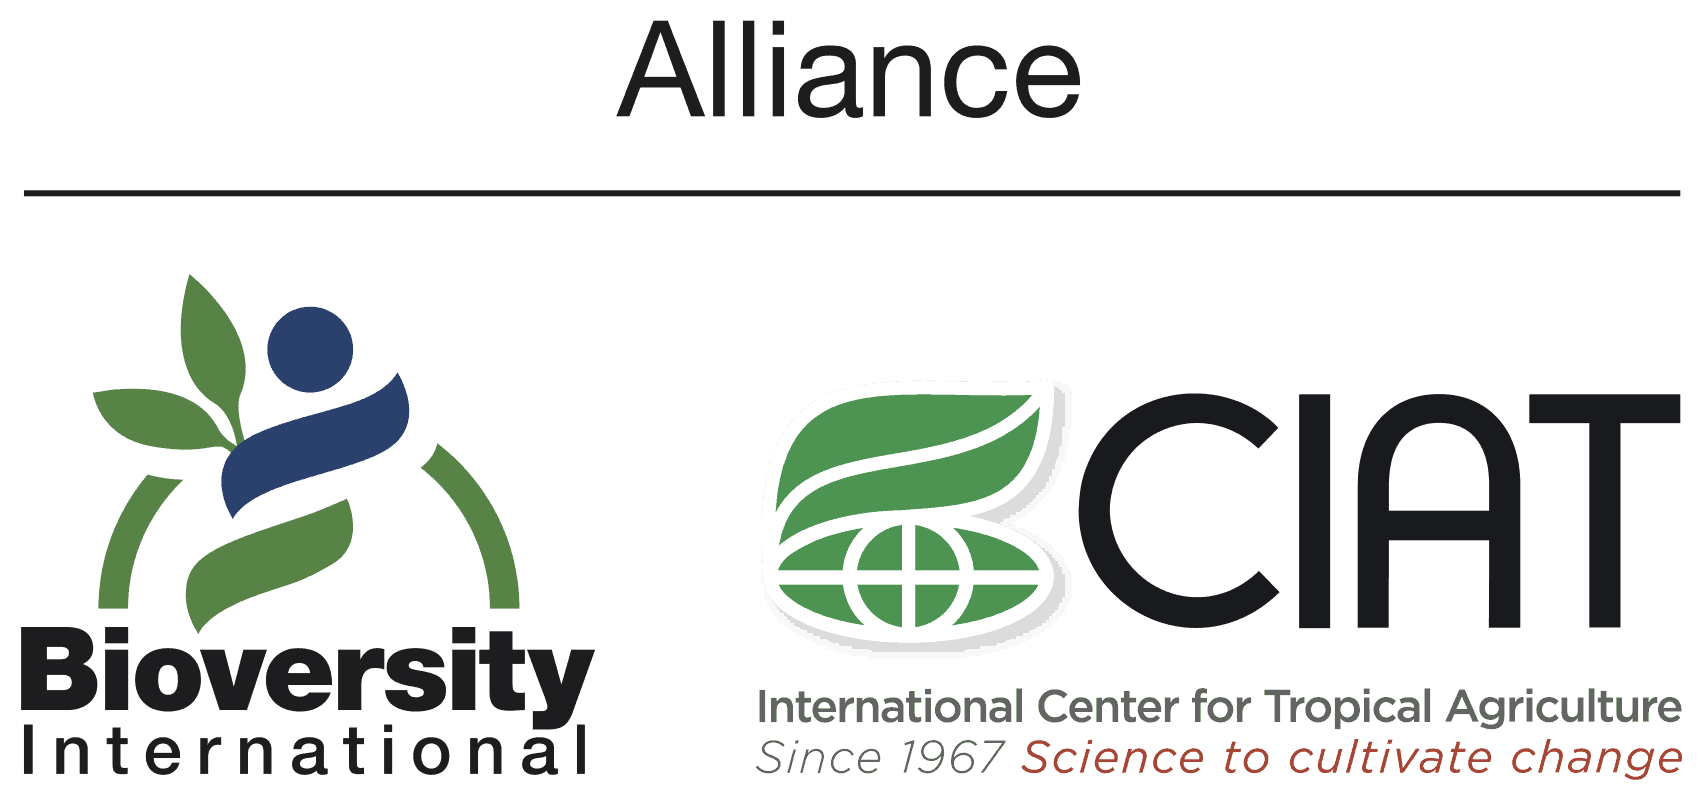 Alliance
Bioversity
International
CIAT
International Center for Tropical Agriculture
Since 1967 Science to cultivate change